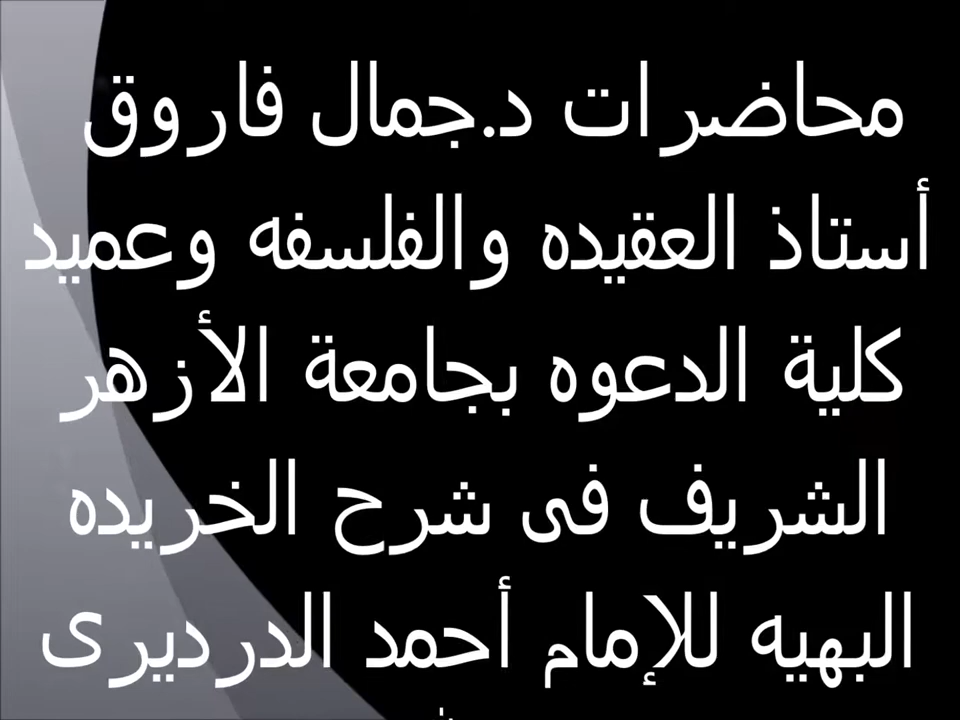 محاضرات د.جمال فاروق
أستاذ العقيده والفلسفه وعميد
كلية الدعوه بجامعة الأزهر
الشريف فى شرح الخريده
البهيه للإمام أحمد الدرديرى